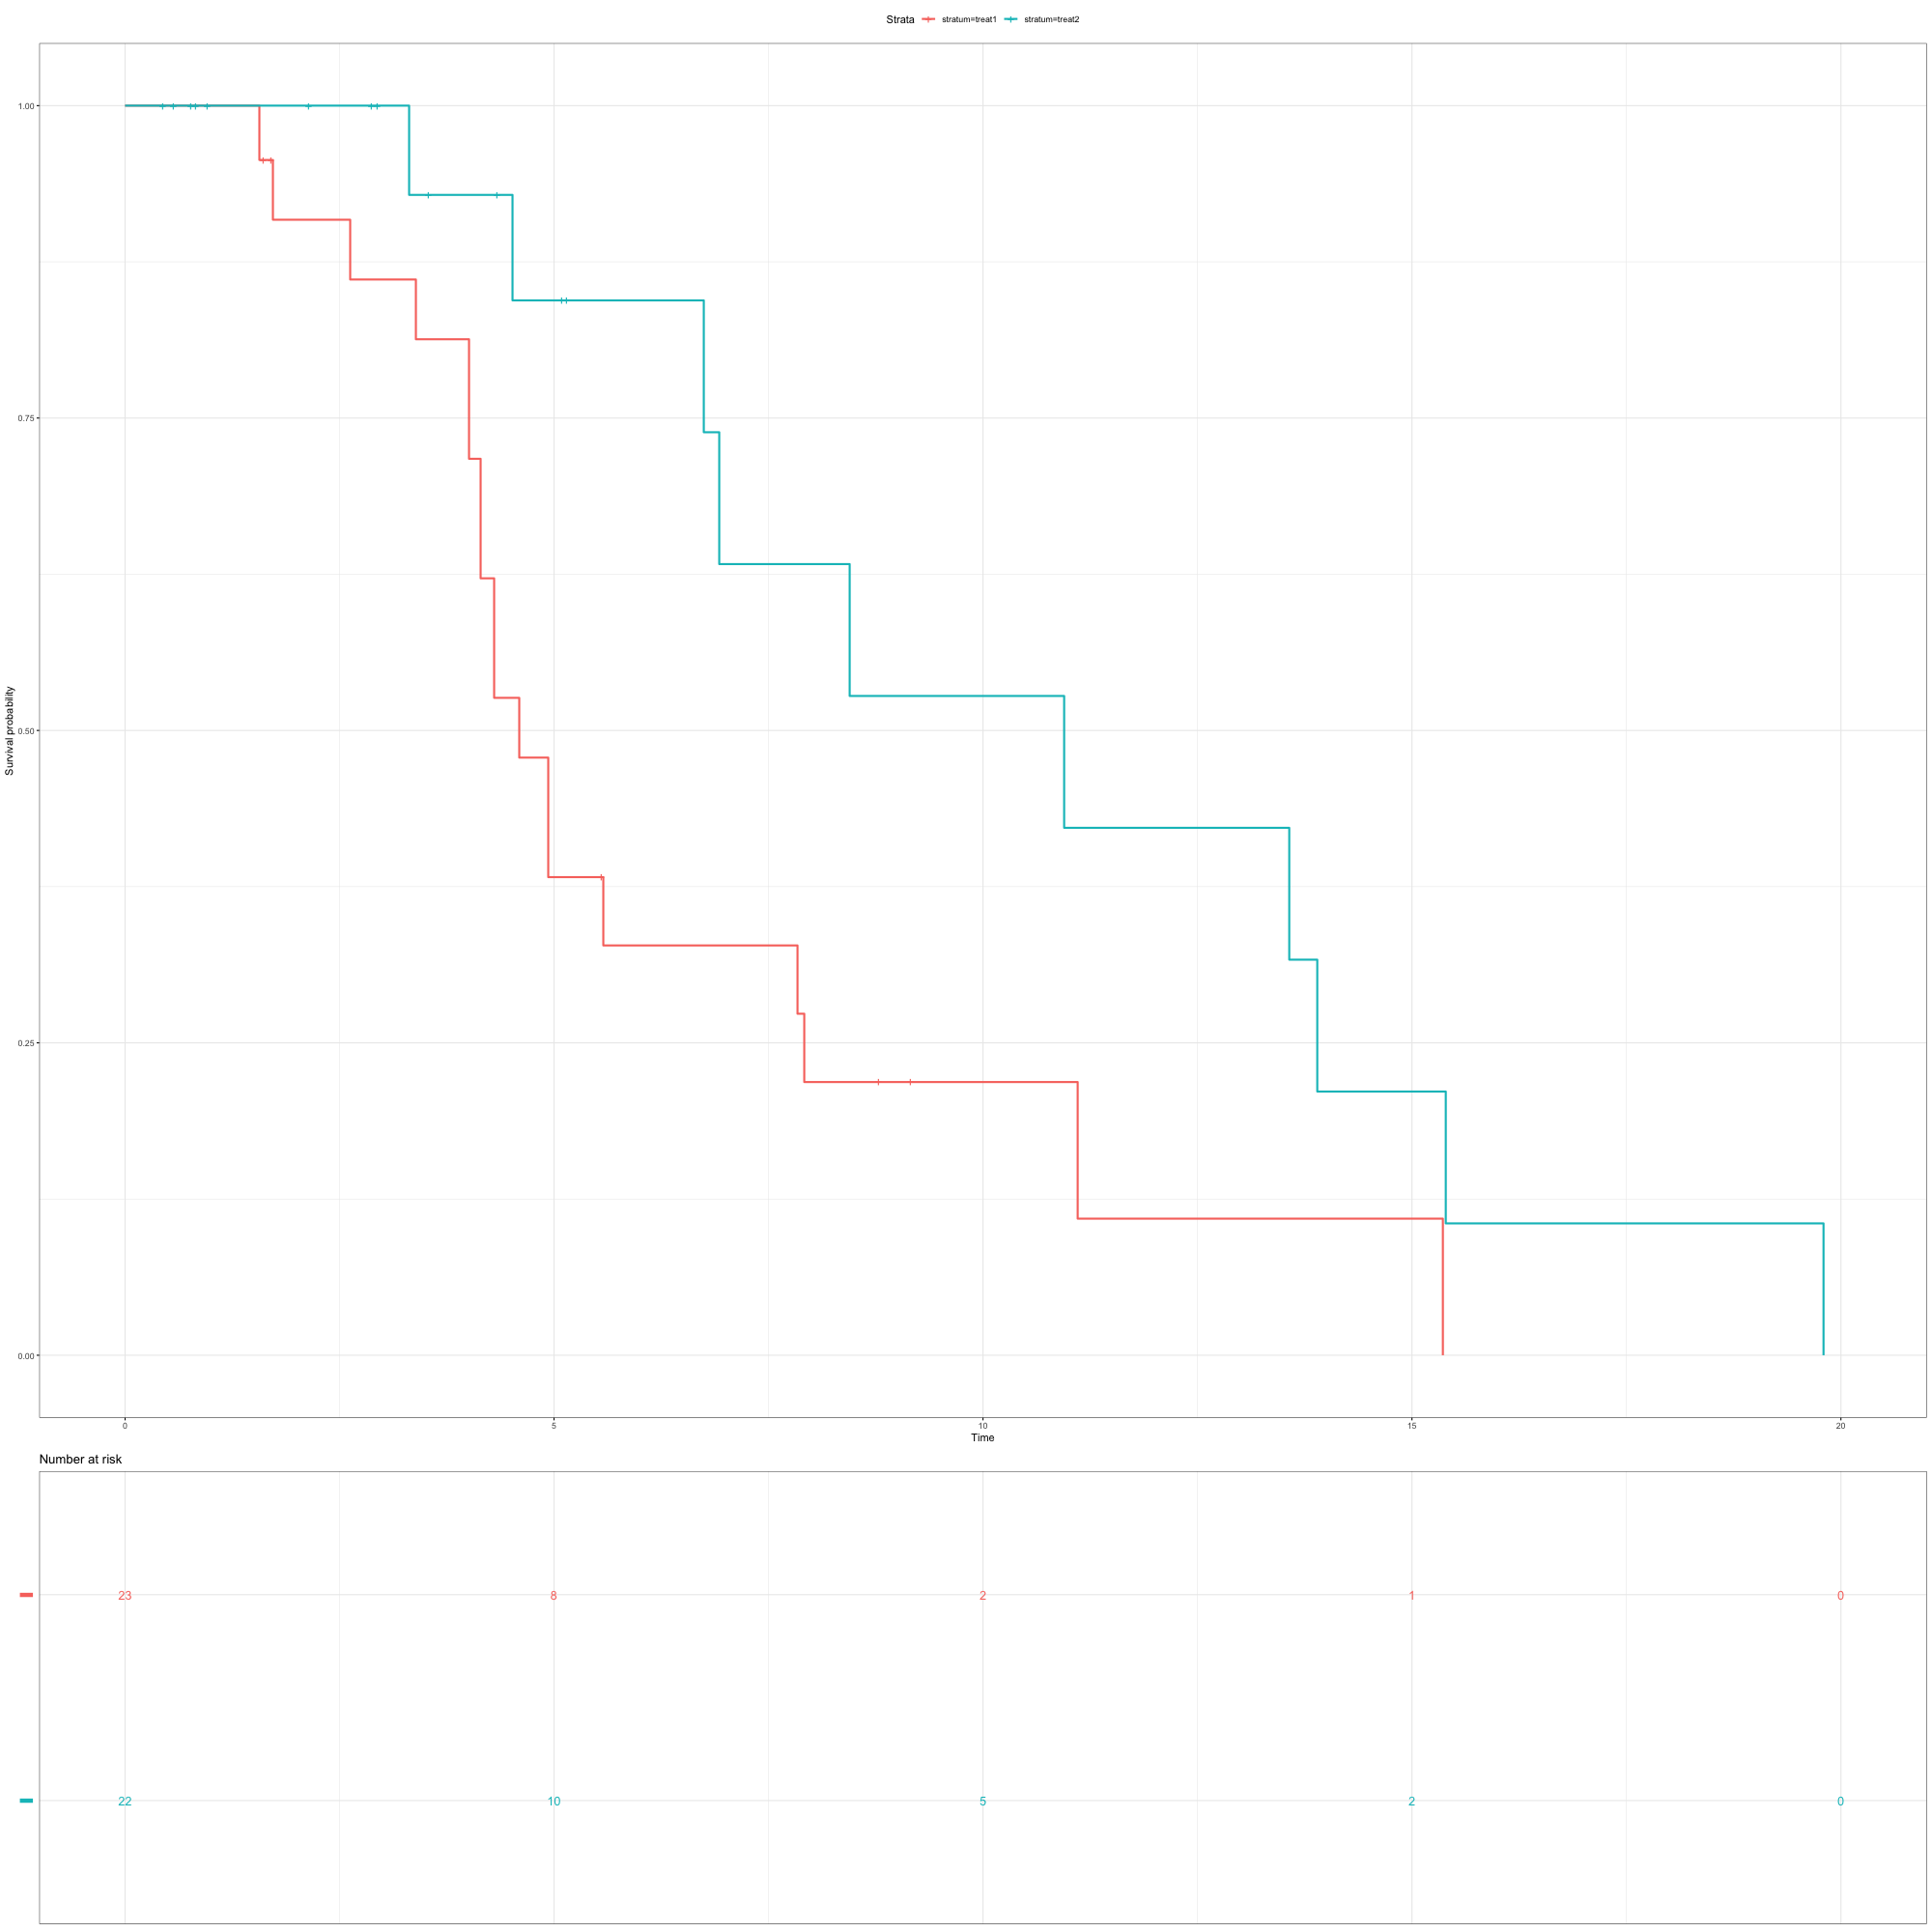 Strata stratum=treat1 stratum=treat2
1.00
0.75
0.50
0.25
0.00
Survival probability
0 5 10 15 20
Time
Number at risk
23 8 2 1 0
22 10 5 2 0